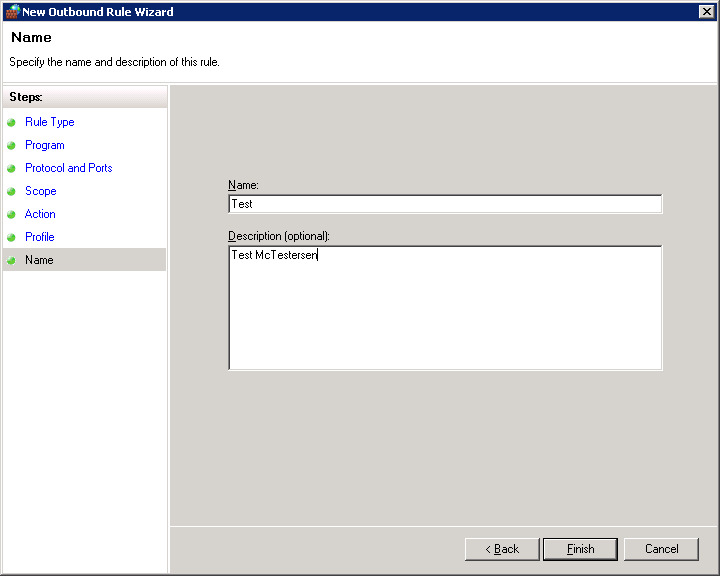 New Outbound Rule Wizard
Name
Specify the name and description of this rule.
Steps:
Rule Type
Program
Protocol and Ports
Scope
Action
Profile
Name
Name:
Test
Description (optional):
Test McTestersen
< Back
Finish
Cancel